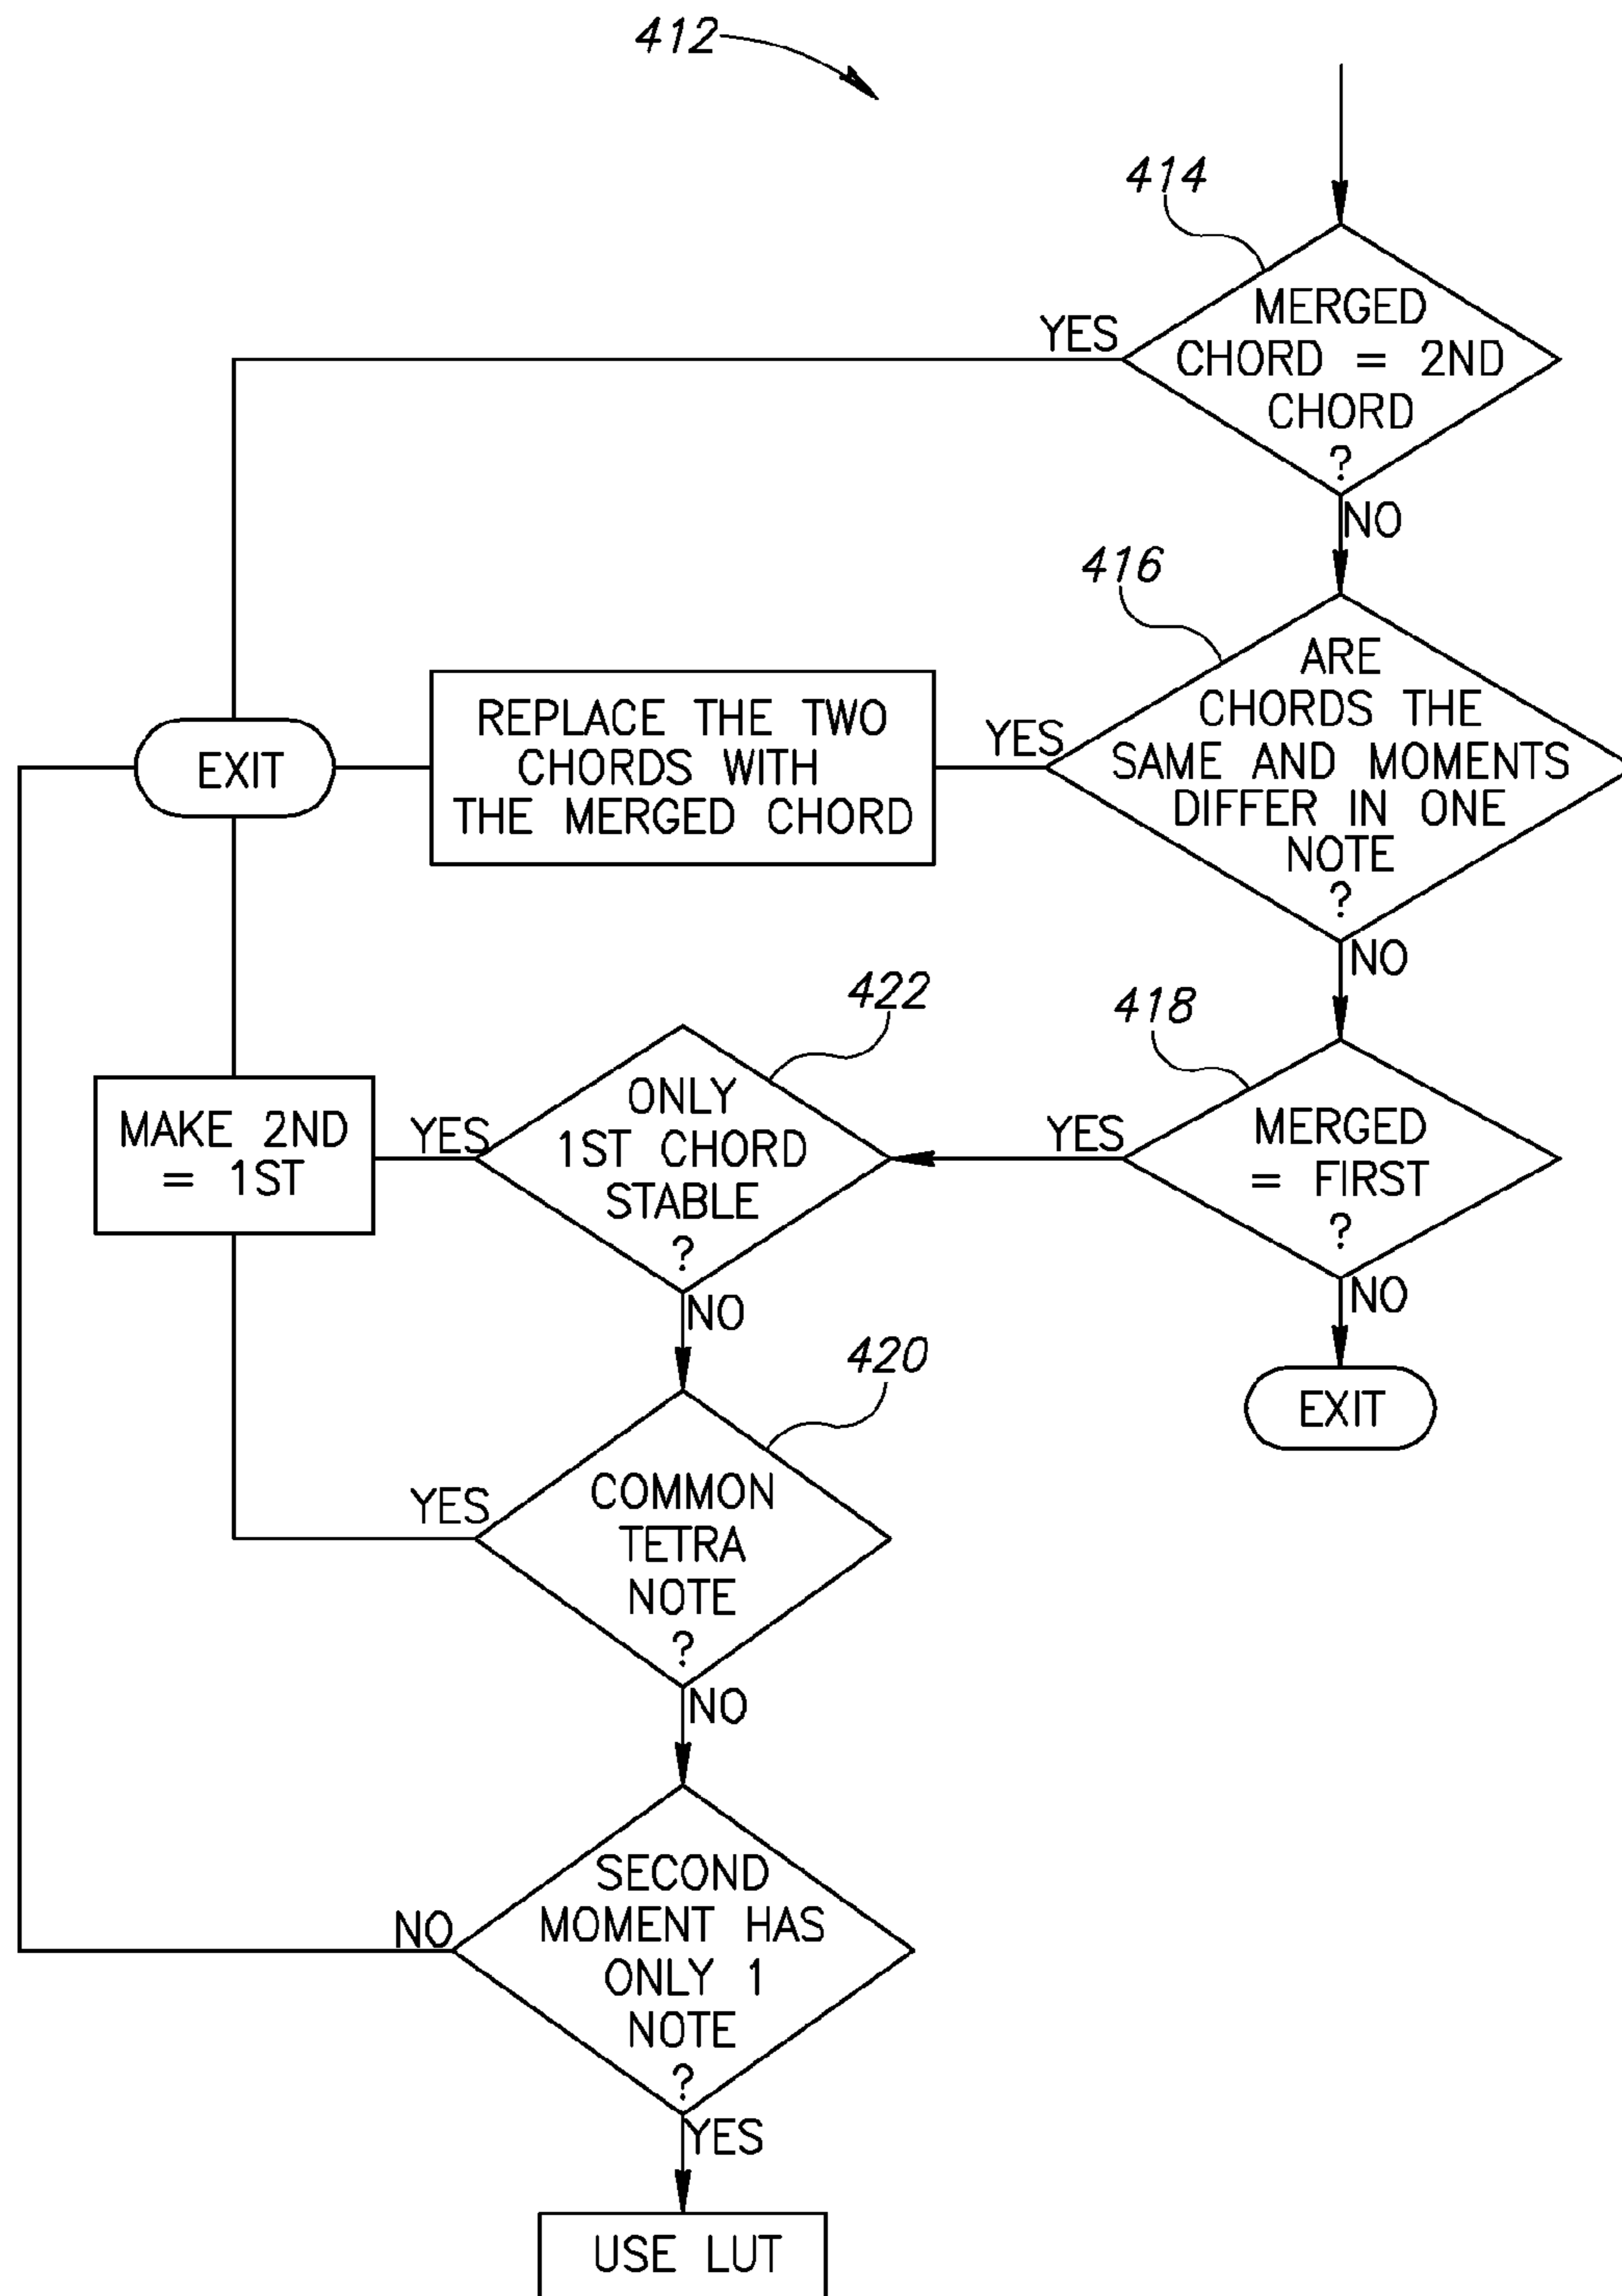 412
414
MERGED
CHORD = 2ND
CHORD
?
YES
NO
416
ARE
CHORDS THE
SAME AND MOMENTS
DIFFER IN ONE
NOTE
?
YES
NO
REPLACE THE TWO
CHORDS WITH
THE MERGED CHORD
EXIT
418
MERGED
= FIRST
?
YES
NO
EXIT
422
ONLY
1ST CHORD
STABLE
?
YES
NO
MAKE 2ND
= 1ST
420
COMMON
TETRA
NOTE
?
YES
NO
SECOND
MOMENT HAS
ONLY 1
NOTE
?
NO
YES
USE LUT